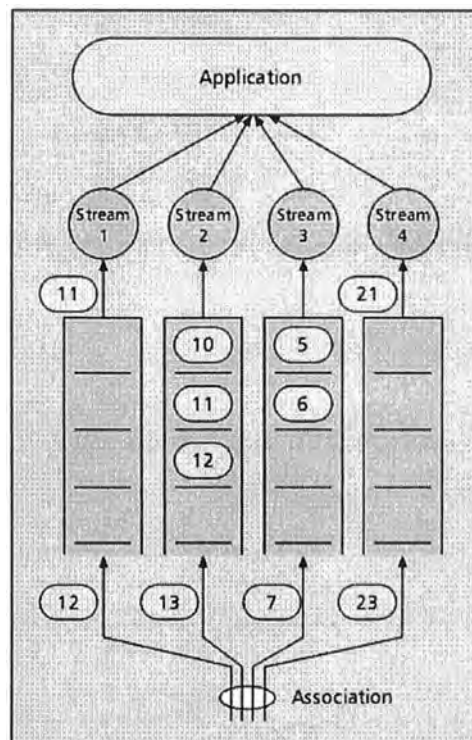 Application
Stream 1
Stream 2
Stream 3
Stream 4
11
21
10
5
11
6
12
12
13
7
23
Association